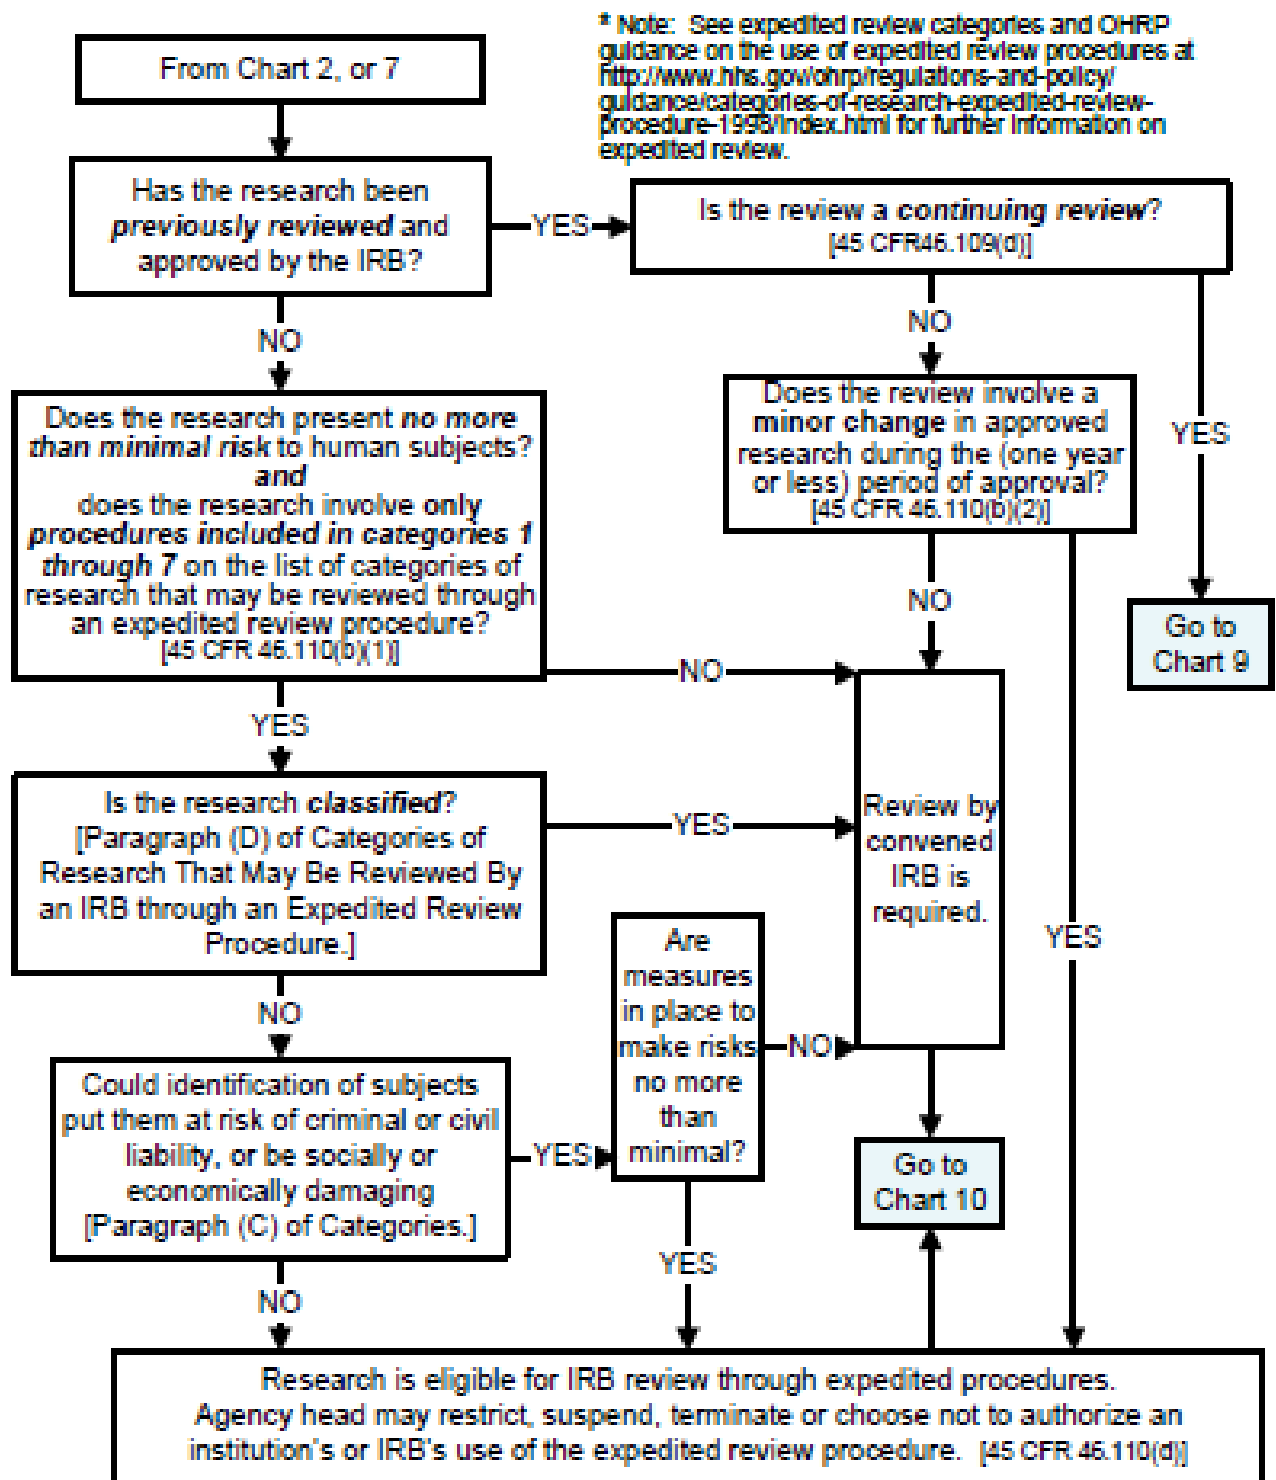 * Note: See expedited review categories and OHRP
guidance on the use of expedited review procedures at
http://www.hhs.gov/ohrp/regulations-and-policy/
guidance/categories-of-research-expedited-review-
procedure-1998/index.html for further information on
expedited review.
From Chart 2, or 7
Has the research been
previously reviewed and
approved by the IRB?
YES
Is the review a continuing review?
[45 CFR46.109(d)]
NO
NO
YES
Does the research present no more
than minimal risk to human subjects?
and
does the research involve only
procedures included in categories 1
through 7 on the list of categories of
research that may be reviewed through
an expedited review procedure?
[45 CFR 46.110(b)(1)]
Does the review involve a
minor change in approved
research during the (one year
or less) period of approval?
[45 CFR 46.110(b)(2)]
NO
Go to
Chart 9
NO
YES
Is the research classified?
[Paragraph (D) of Categories of
Research That May Be Reviewed By
an IRB through an Expedited Review
Procedure.]
YES
Review by
convened
IRB is
required.
YES
NO
Are
measures
in place to
make risks
no more
than
minimal?
NO
Could identification of subjects
put them at risk of criminal or civil
liability, or be socially or
economically damaging
[Paragraph (C) of Categories.]
YES
Go to
Chart 10
YES
NO
Research is eligible for IRB review through expedited procedures.
Agency head may restrict, suspend, terminate or choose not to authorize an
institution's or IRB's use of the expedited review procedure. [45 CFR 46.110(d)]